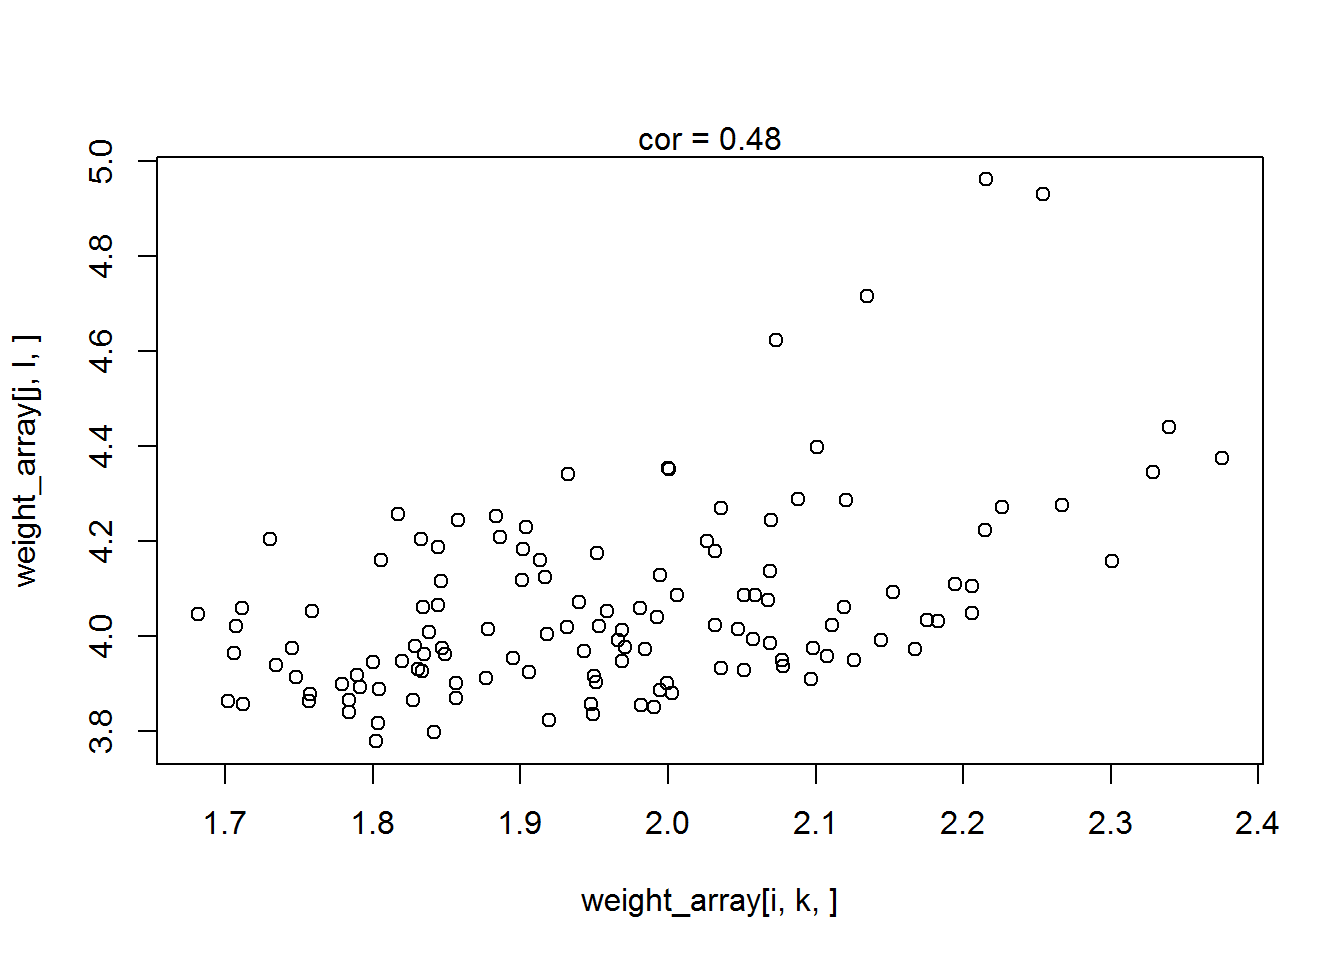 cor = 0.48
5.0
4.8
4.6
4.4
4.2
4.0
3.8
weight_array[j, l, ]
1.7 1.8 1.9 2.0 2.1 2.2 2.3 2.4
weight_array[i, k, ]